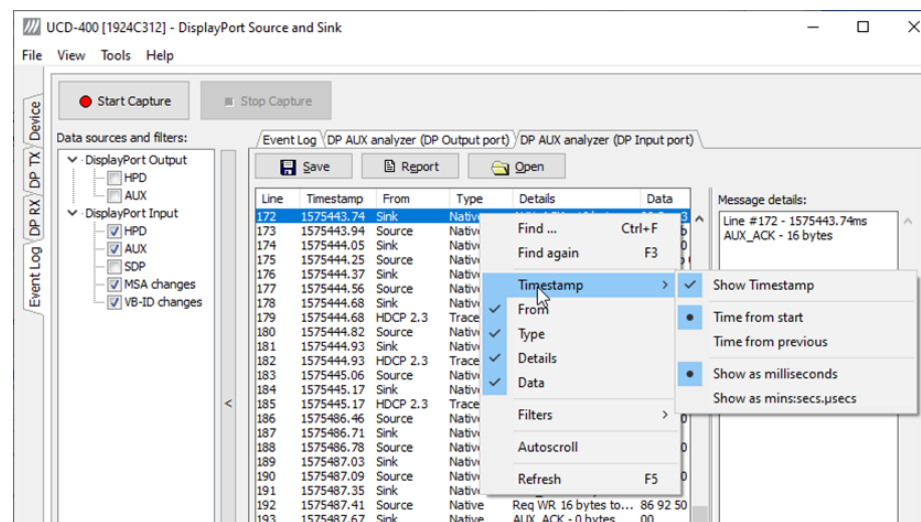 UCD-400 [1924C312] - DisplayPort Source and Sink
File View Tools Help
Start Capture Stop Capture
Device
DP TX
DP RX
Event Log
Data sources and filters:
DisplayPort Output
HPD
AUX
DisplayPort Input
HPD
AUX
SDP
MSA changes
VB-ID changes
<
Event Log DP AUX analyzer (DP Output port) DP AUX analyzer (DP Input port)
Save Report Open
Line Timestamp From Type Details Data
172 1575443.74 Sink Native
173 1575443.94 Source Native
174 1575444.05 Sink Native
175 1575444.25 Source Native
176 1575444.37 Sink Native
177 1575444.56 Source Native
178 1575444.68 Sink Native
179 1575444.68 HDCP 2.3 Trace
180 1575444.82 Source Native
181 1575444.93 Sink Native
182 1575444.93 HDCP 2.3 Trace
183 1575445.06 Source Native
184 1575445.17 Sink Native
185 1575445.17 HDCP 2.3 Trace
186 1575486.46 Source Native
187 1575486.71 Sink Native
188 1575486.78 Source Native
189 1575487.03 Sink Native
190 1575487.09 Source Native
191 1575487.35 Sink Native
192 1575487.41 Source Native Req WR 16 bytes to... 86 92 50
193 1575487.67 Sink Native AUX_ACK - 0 bytes 00
Find ... Ctrl+F
Find again F3
Timestamp >
From
Type
Details
Data
Filters >
Autoscroll
Refresh F5
Show Timestamp
Time from start
Time from previous
Show as milliseconds
Show as mins:secs.µsecs
Message details:
Line #172 - 1575443.74ms
AUX_ACK - 16 bytes